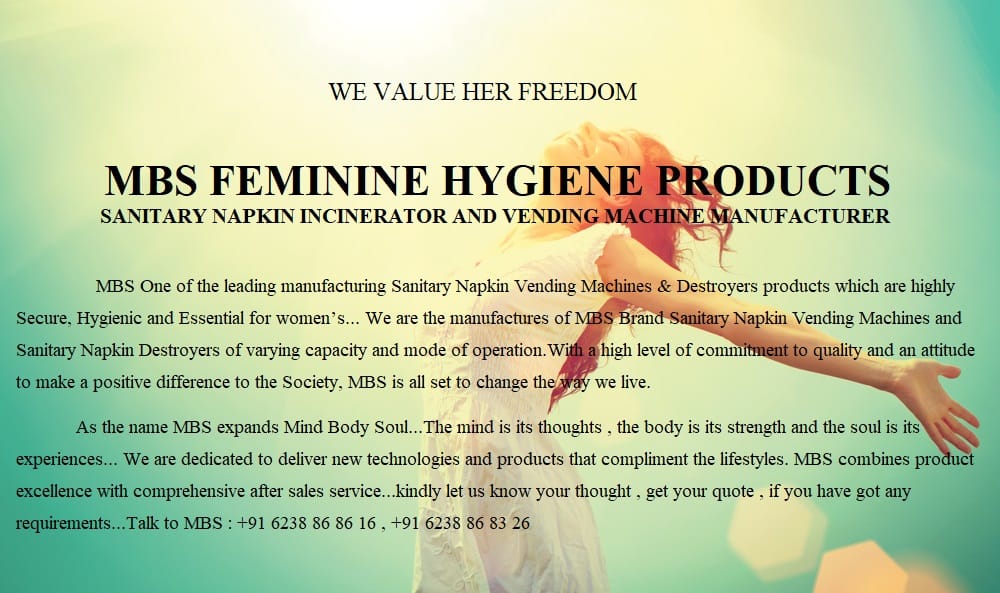 WE VALUE HER FREEDOM
MBS FEMININE HYGIENE PRODUCTS
SANITARY NAPKIN INCINERATOR AND VENDING MACHINE MANUFACTURER
MBS One of the leading manufacturing Sanitary Napkin Vending Machines & Destroyers products which are highly
Secure, Hygienic and Essential for women’s... We are the manufactures of MBS Brand Sanitary Napkin Vending Machines and
Sanitary Napkin Destroyers of varying capacity and mode of operation.With a high level of commitment to quality and an attitude
to make a positive difference to the Society, MBS is all set to change the way we live.
As the name MBS expands Mind Body Soul...The mind is its thoughts , the body is its strength and the soul is its
experiences... We are dedicated to deliver new technologies and products that compliment the lifestyles. MBS combines product
excellence with comprehensive after sales service...kindly let us know your thought , get your quote , if you have got any
requirements...Talk to MBS : +91 6238 86 86 16 , +91 6238 86 83 26